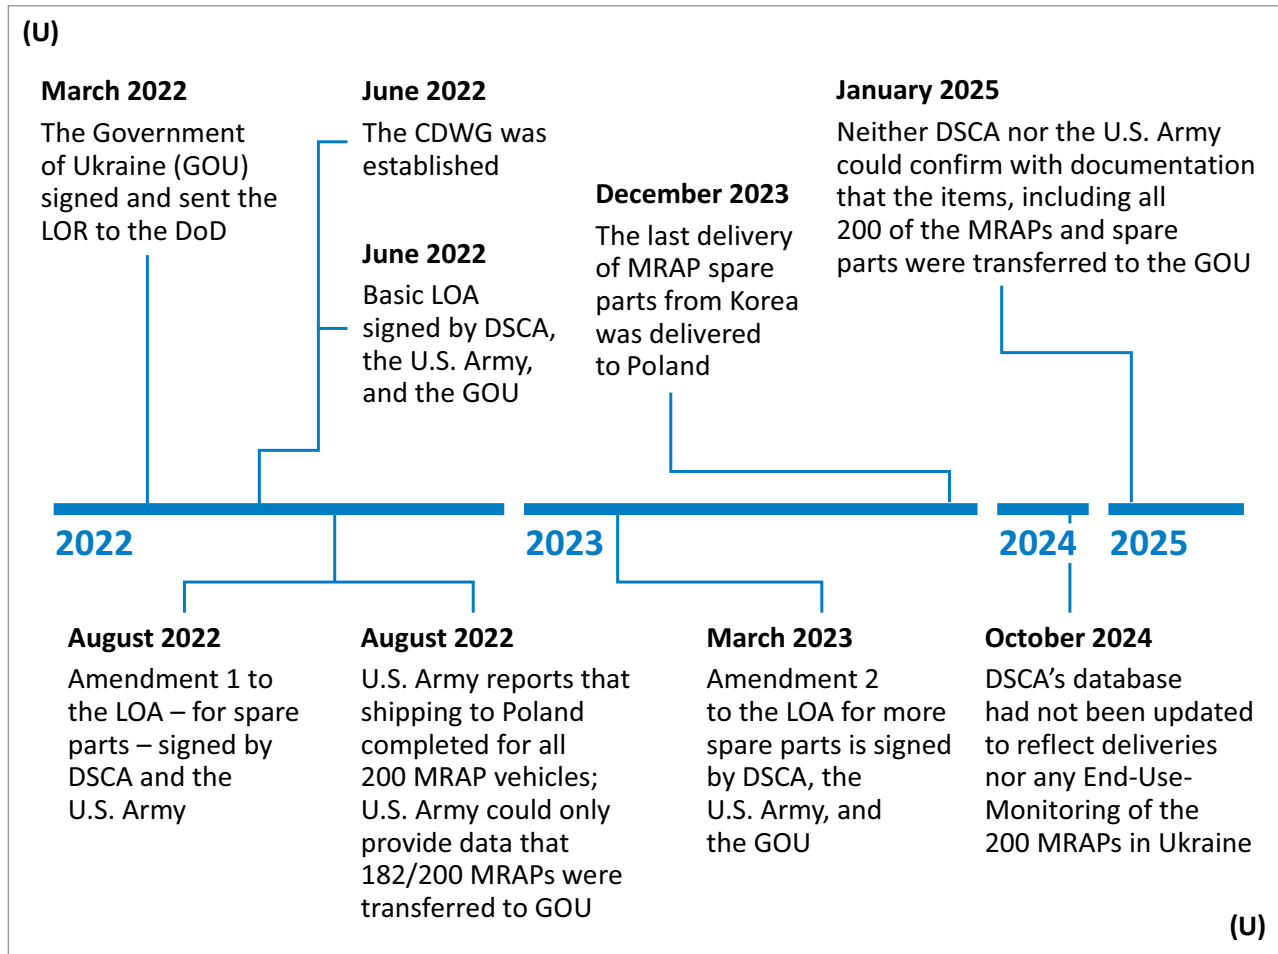 (U)
March 2022
The Government
of Ukraine (GOU)
signed and sent the
LOR to the DoD
June 2022
The CDWG was
established
June 2022
Basic LOA
signed by DSCA,
the U.S. Army,
and the GOU
December 2023
The last delivery
of MRAP spare
parts from Korea
was delivered
to Poland
January 2025
Neither DSCA nor the U.S. Army
could confirm with documentation
that the items, including all
200 of the MRAPs and spare
parts were transferred to the GOU
2022
2023
2024
2025
August 2022
Amendment 1 to
the LOA – for spare
parts – signed by
DSCA and the
U.S. Army
August 2022
U.S. Army reports that
shipping to Poland
completed for all
200 MRAP vehicles;
U.S. Army could only
provide data that
182/200 MRAPs were
transferred to GOU
March 2023
Amendment 2
to the LOA for more
spare parts is signed
by DSCA, the
U.S. Army, and
the GOU
October 2024
DSCA’s database
had not been updated
to reflect deliveries
nor any End-Use-
Monitoring of the
200 MRAPs in Ukraine
(U)